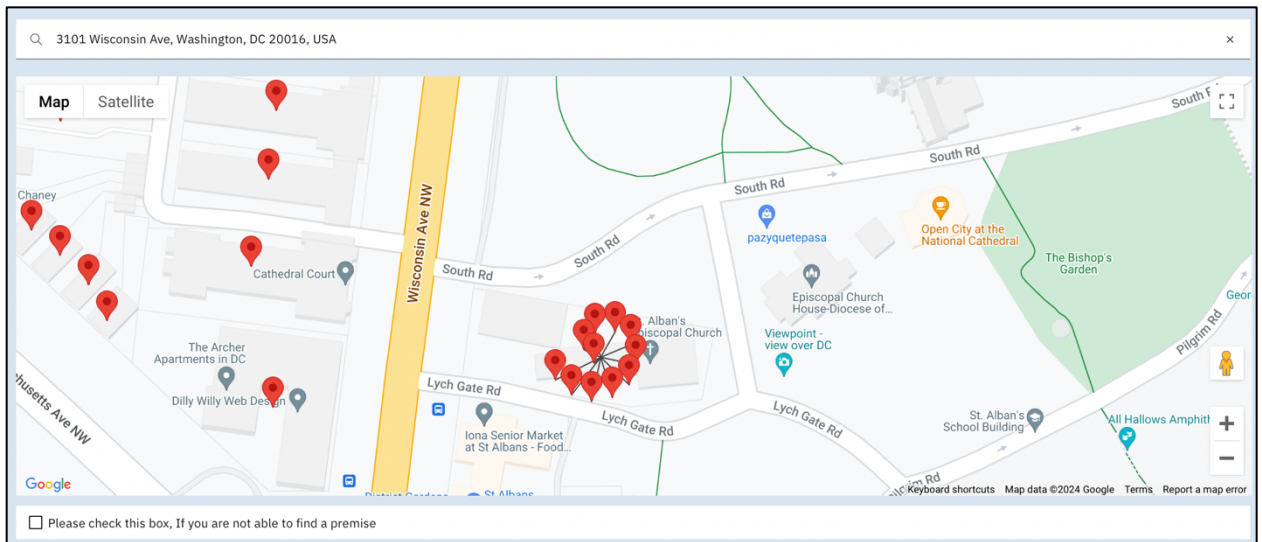 3101 Wisconsin Ave, Washington, DC 20016, USA
×
Map
Satellite
South
South Rd
Chaney
South Rd
pazyquetepasa
Open City at the
National Cathedral
Wisconsin Ave NW
South Rd
The Bishop's
Garden
Cathedral Court
South Rd
Episcopal Church
House-Diocese of...
Pilgrim Rd
Alban's
Episcopal Church
Viewpoint -
view over DC
The Archer
Apartments in DC
Dilly Willy Web Design
Lych Gate Rd
Lych Gate Rd
Lych Gate Rd
St. Alban's
School Building
All Hallows
Ave NW
Iona Senior Market
at St Albans - Food...
Google
St Albans
Rd
Keyboard shortcuts
Map data ©2024 Google
Terms
Report a map error
Please check this box, If you are not able to find a premise